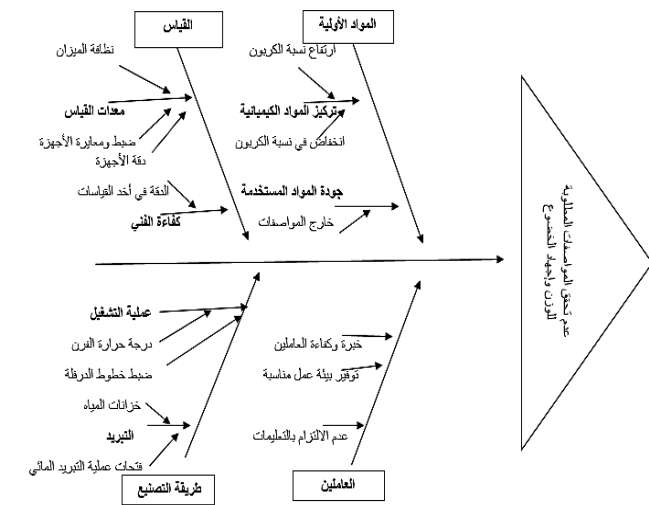 المواد الأولية
القياس
ارتفاع نسبة الكربون
نظافة الميزان
تركيز المواد الكيميائية
معدات القياس
انخفاض في نسبة الكربون
ضبط ومعايرة الأجهزة
دقة الأجهزة
جودة المواد المستخدمة
الدقة في أخد القياسات
خارج المواصفات
كفاءة الفني
عدم تحقق المواصفات المطلوبة
للوزن وإجهاد الخضوع
عملية التشغيل
خبرة وكفاءة العاملين
درجة حرارة الفرن
توفير بيئة عمل مناسبة
ضبط خطوط الدرفلة
خزانات المياه
عدم الالتزام بالتعليمات
التبريد
فتحات عملية التبريد المائي
العاملين
طريقة التصنيع